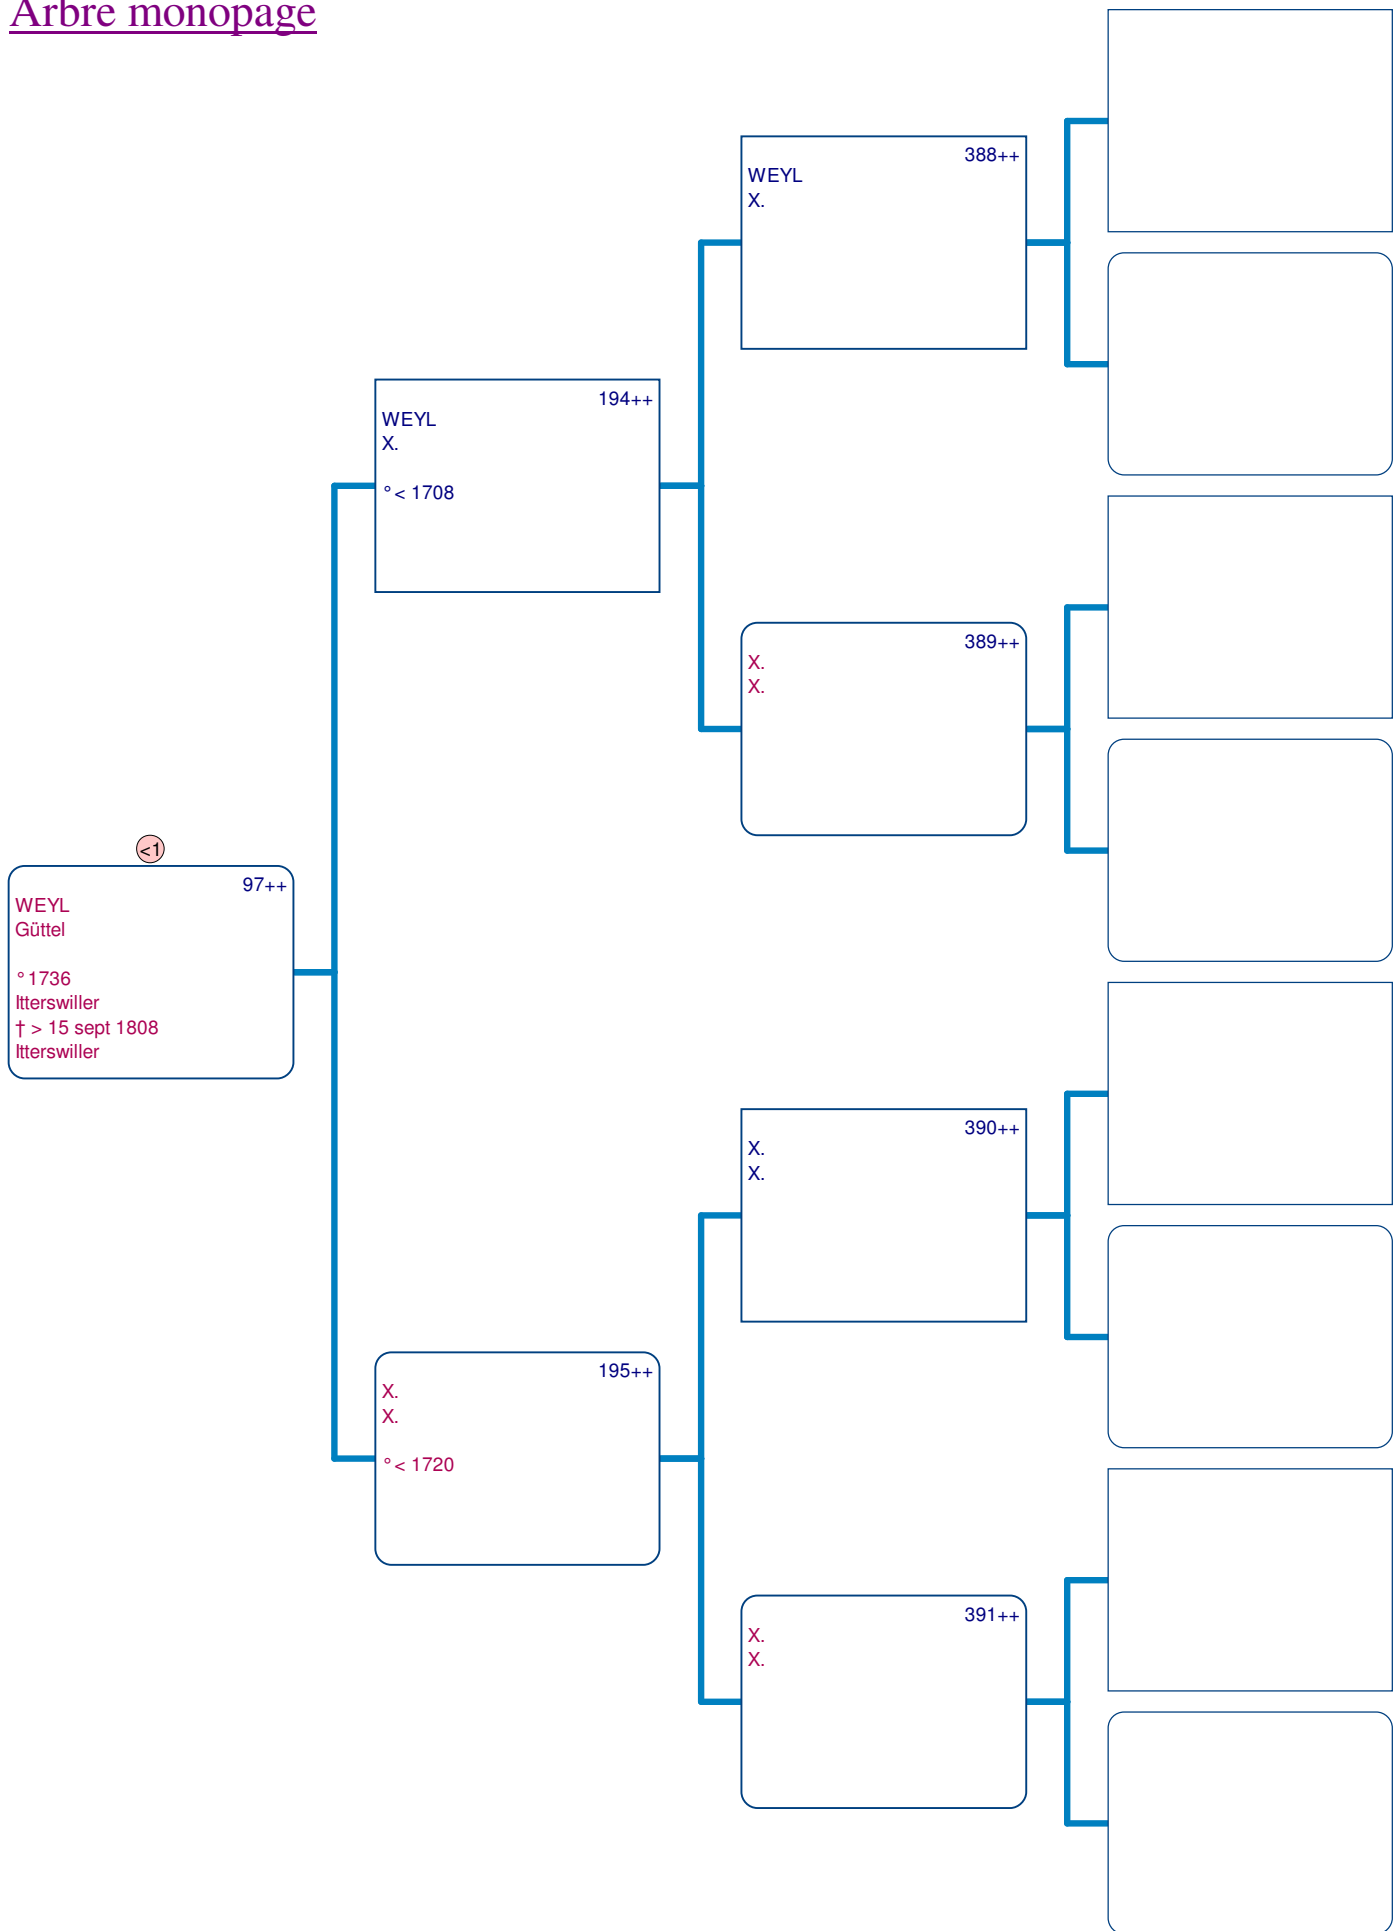 Arbre monopage
388++
WEYL
X.
194++
WEYL
X.
° < 1708
389++
X.
X.
<1
97++
WEYL
Güttel
° 1736
Itterswiller
† > 15 sept 1808
Itterswiller
390++
X.
X.
195++
X.
X.
° < 1720
391++
X.
X.